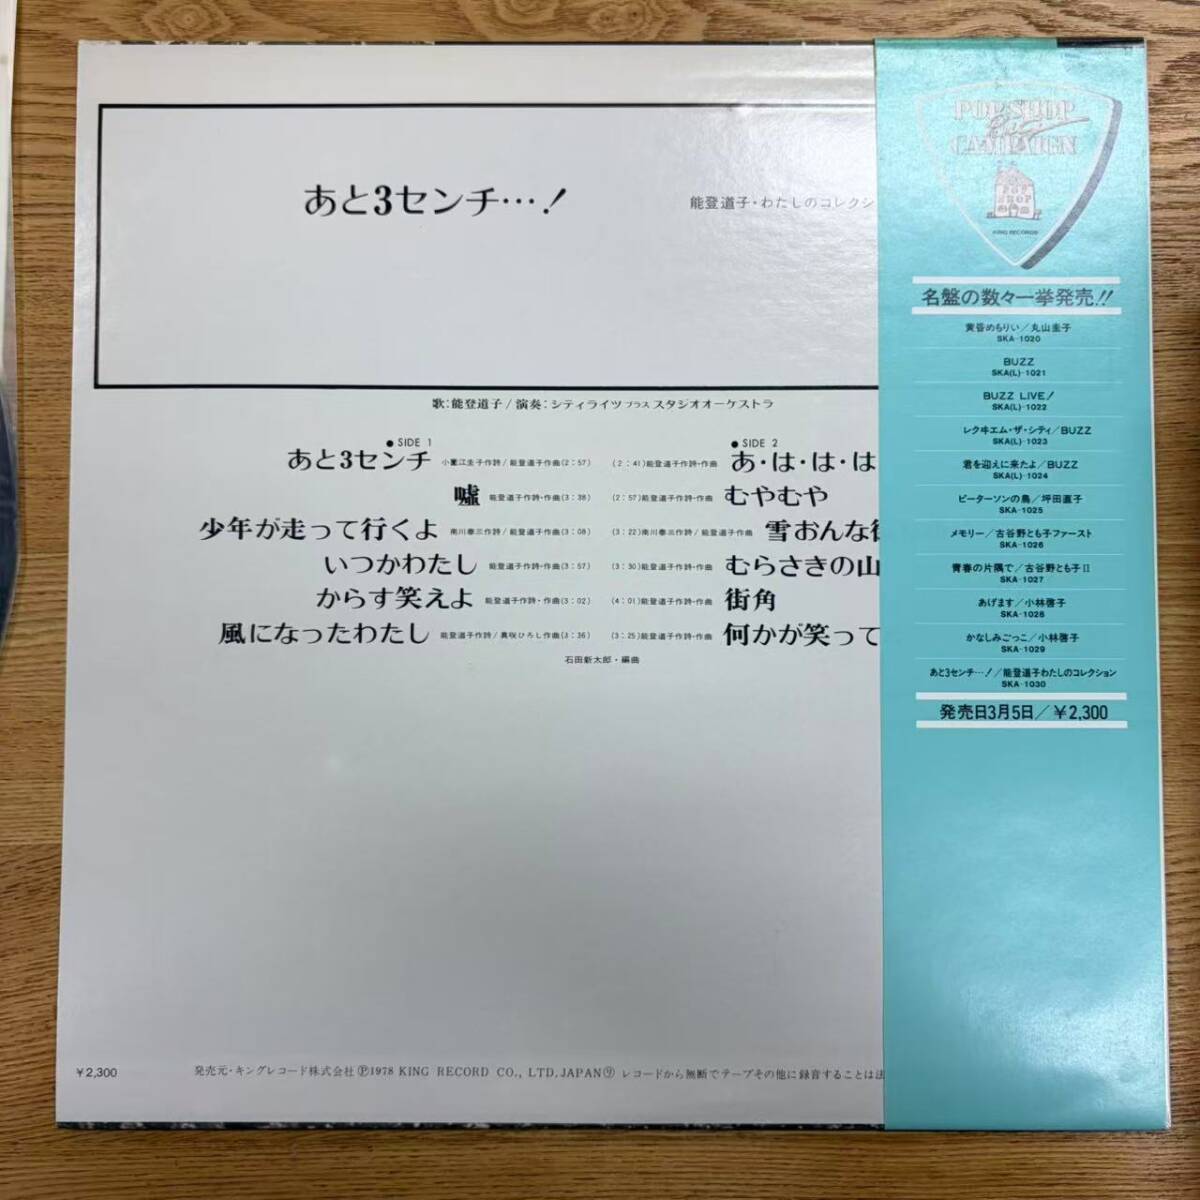 あと3センチ…!
能登道子・わたしのコレクシ
歌:能登道子/演奏:シティライツ プラス スタジオオーケストラ
● SIDE 1
あと3センチ 作詩/能登道子作曲(2:57)
嘘 能登道子作詩・作曲(3:38)
少年が走って行くよ 南川泰三作詩/能登道子作曲(3:08)
いつかわたし 能登道子作詩・作曲(3:57)
からす笑えよ 能登道子作詩・作曲(3:02)
風になったわたし 能登道子作詩/真咲ひろし作曲(3:36)
● SIDE 2
(2:41)能登道子作詩・作曲 あ・は・は・は
(2:57)能登道子作詩・作曲 むやむや
(3:22)南川泰三作詩/能登道子作曲 雪おんな
(3:30)能登道子作詩・作曲 むらさきの山
(4:01)能登道子作詩・作曲 街角
(3:25)能登道子作詩・作曲 何かが笑って
石田新太郎・編曲
¥2,300
発売元・キングレコード株式会社 Ⓟ1978 KING RECORD CO., LTD. JAPAN レコードから無断でテープその他に録音することは法
POP SHOP
Best
CAMPAIGN
POP
SHOP
KING RECORDS
名盤の数々一挙発売!!
黄昏めもりい/丸山圭子
SKA-1020
BUZZ
SKA(L)-1021
BUZZ LIVE!
SKA(L)-1022
レクヰエム・ザ・シティ/BUZZ
SKA(L)-1023
君を迎えに来たよ/BUZZ
SKA(L)-1024
ピーターソンの鳥/坪田直子
SKA-1025
メモリー/古谷野とも子ファースト
SKA-1026
青春の片隅で/古谷野とも子II
SKA-1027
あげます/小林啓子
SKA-1028
かなしみごっこ/小林啓子
SKA-1029
あと3センチ…!/能登道子わたしのコレクション
SKA-1030
発売日3月5日/¥2,300